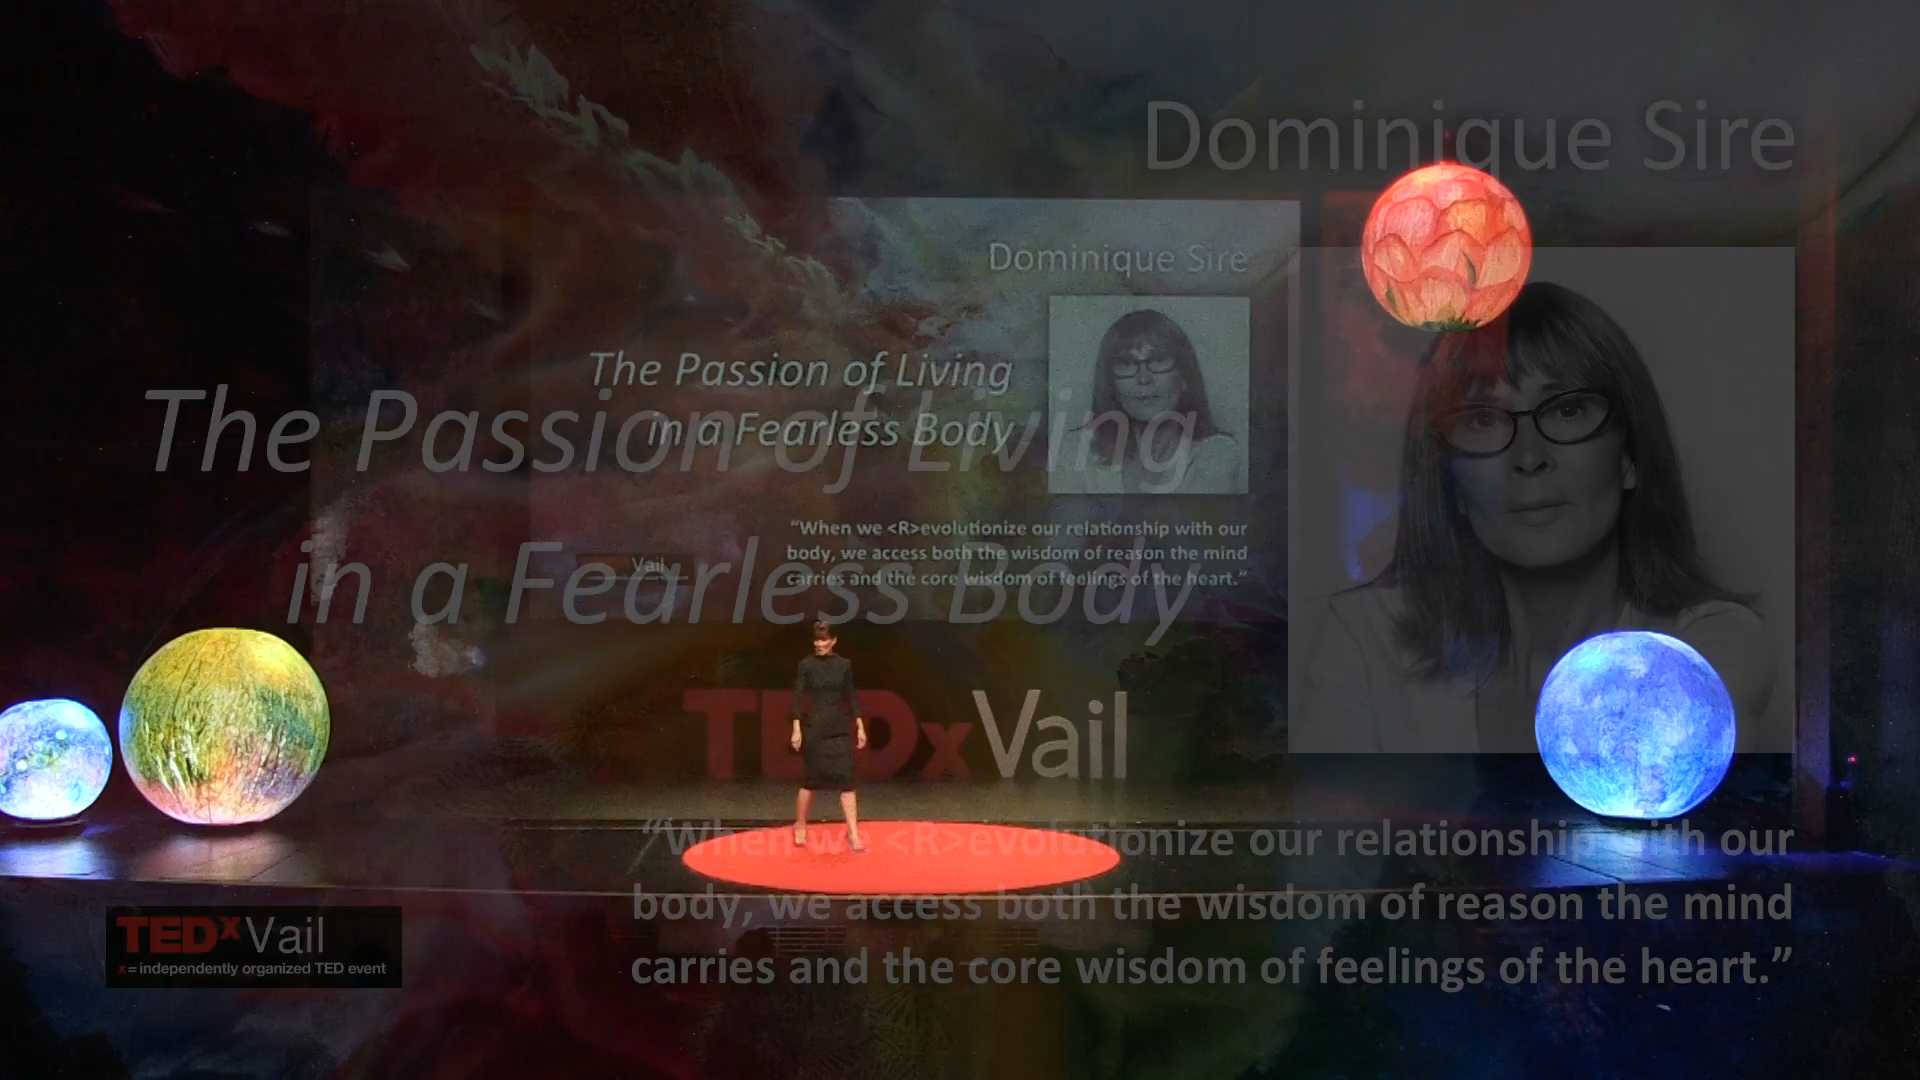 Dominique Sire
Dominique Sire
The Passion of Living
in a Fearless Body
The Passion of Living
in a Fearless Body
“When we <R>evolutionize our relationship with our
body, we access both the wisdom of reason the mind
carries and the core wisdom of feelings of the heart.”
Vail
TEDxVail
“When we <R>evolutionize our relationship with our
body, we access both the wisdom of reason the mind
carries and the core wisdom of feelings of the heart.”
TEDxVail
x = independently organized TED event